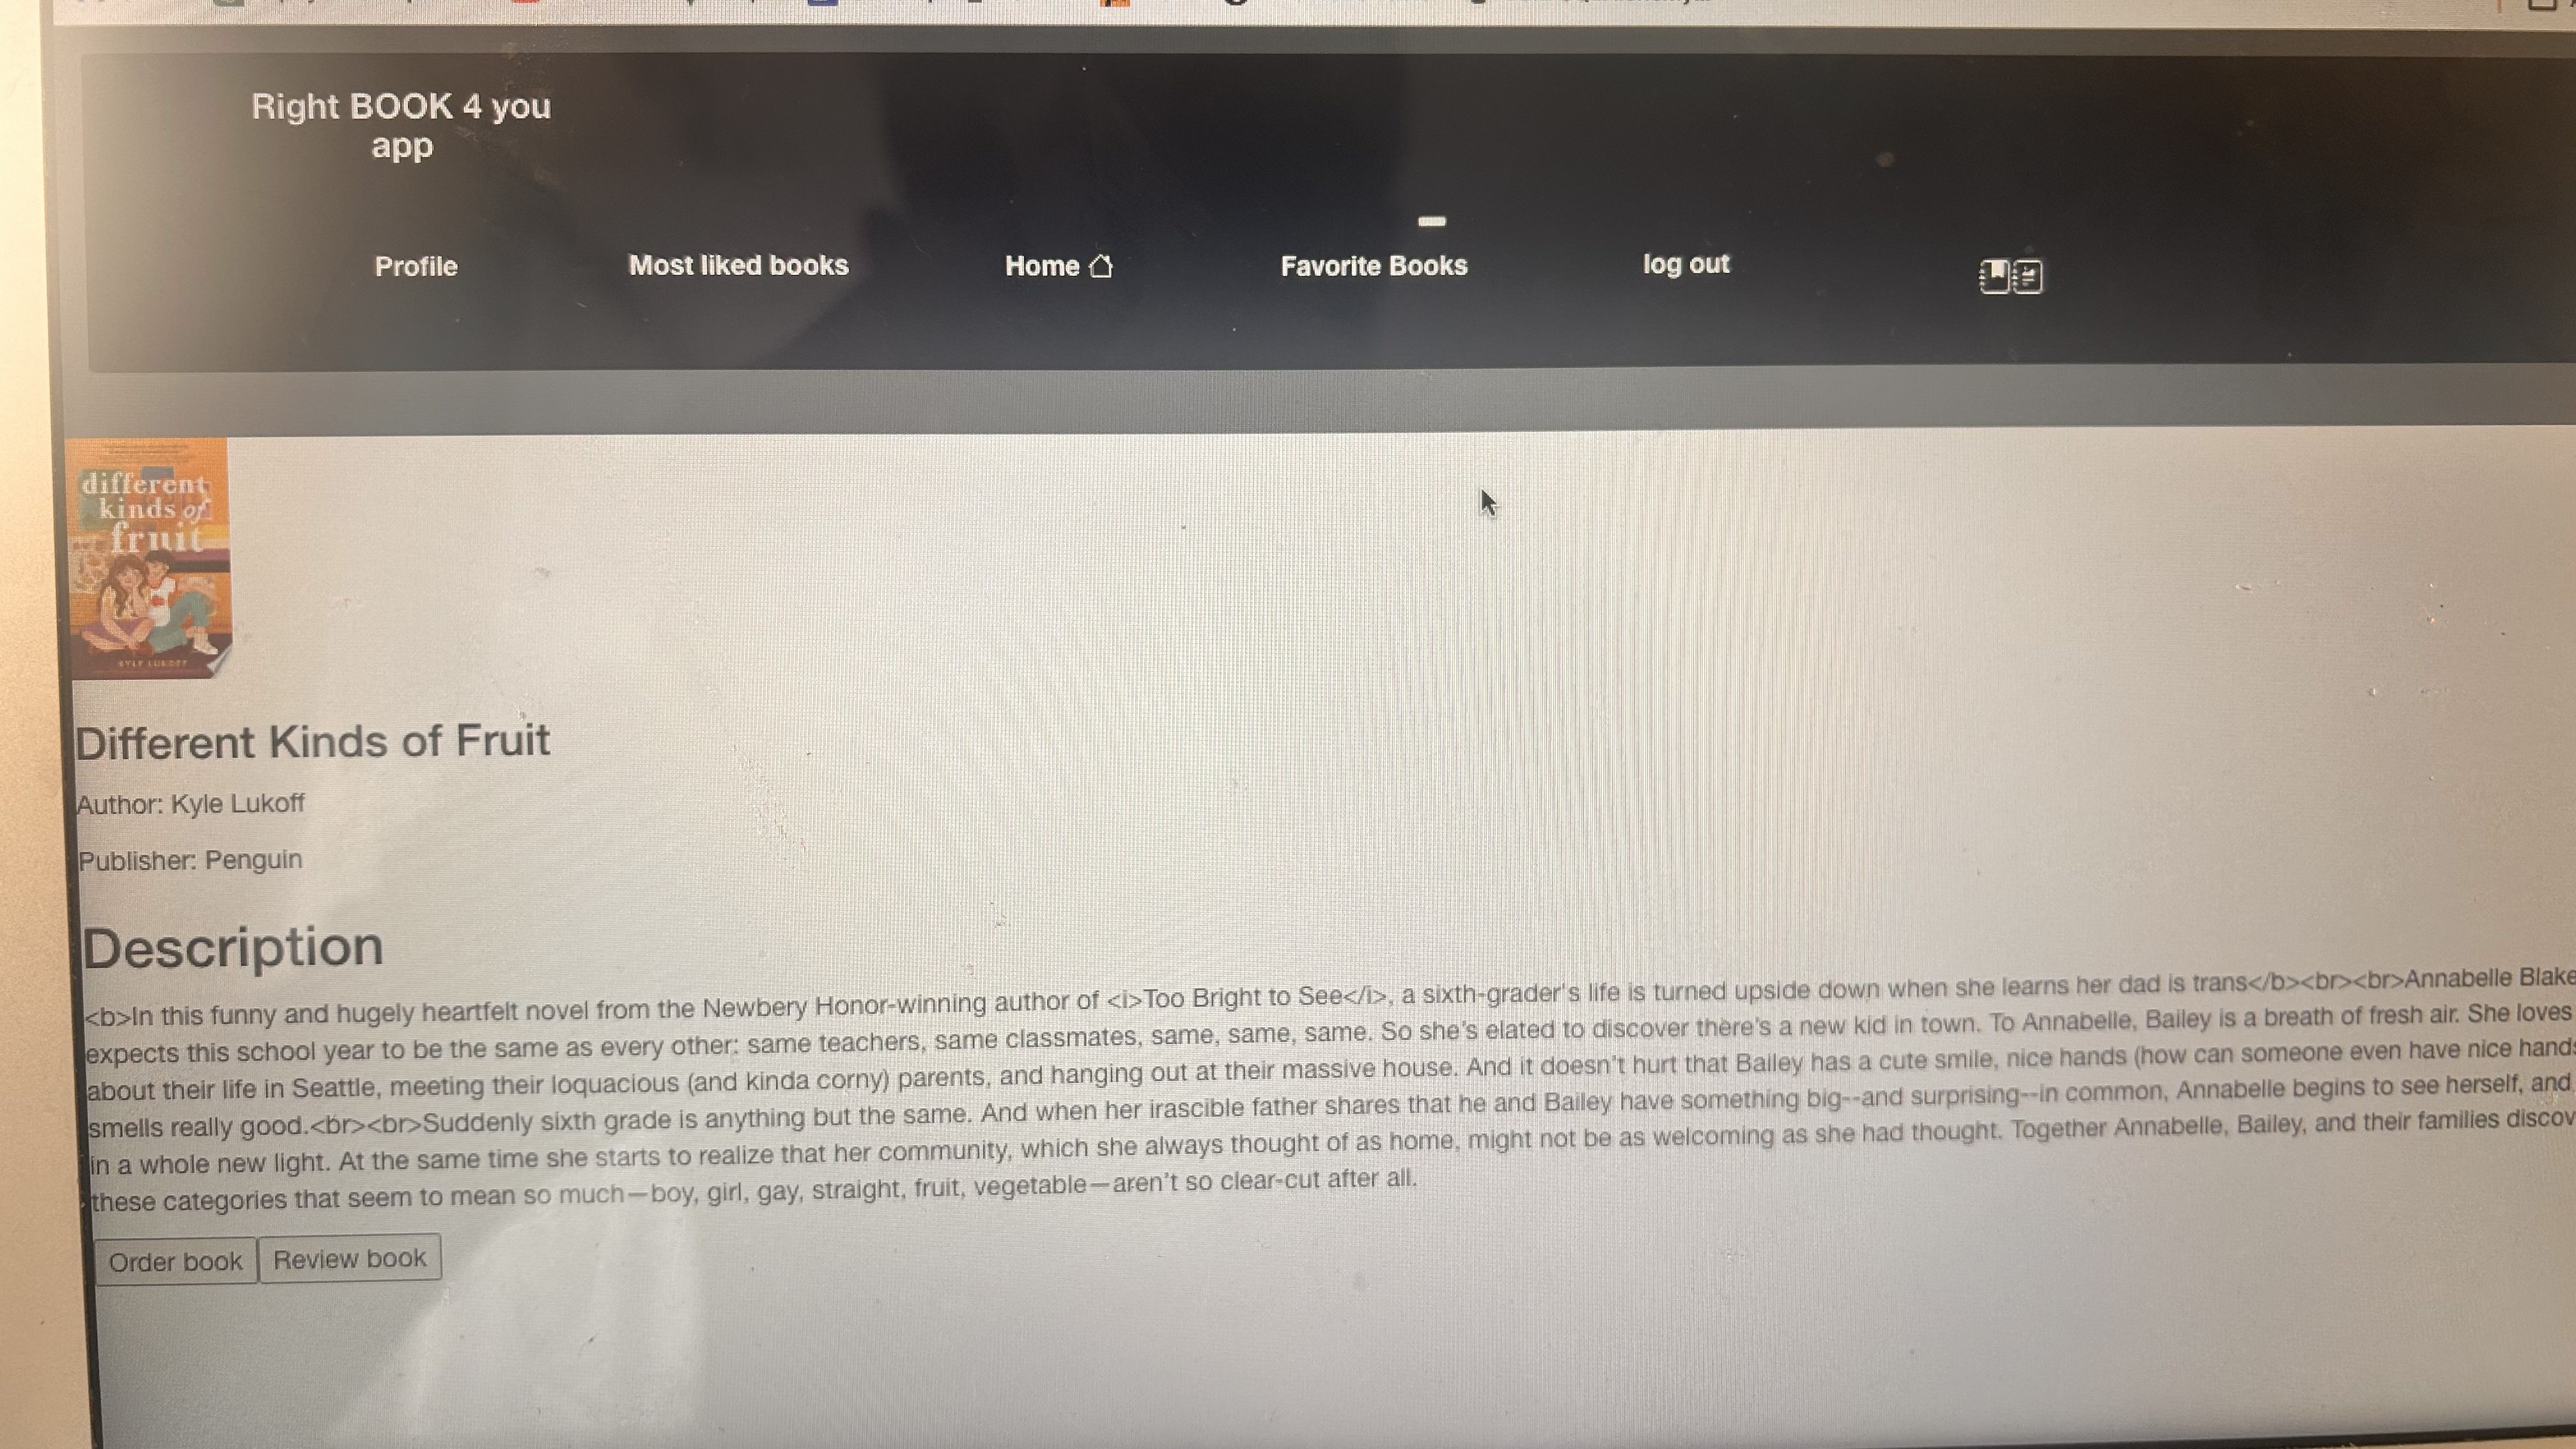 Right BOOK 4 you
app
Profile
Most liked books
Home
Favorite Books
log out
different
kinds of
fruit
KYLE LUKOFF
Different Kinds of Fruit
Author: Kyle Lukoff
Publisher: Penguin
Description
<b>In this funny and hugely heartfelt novel from the Newbery Honor-winning author of <i>Too Bright to See</i>, a sixth-grader's life is turned upside down when she learns her dad is trans</b><br><br>Annabelle Blake
expects this school year to be the same as every other: same teachers, same classmates, same, same, same. So she's elated to discover there's a new kid in town. To Annabelle, Bailey is a breath of fresh air. She loves
about their life in Seattle, meeting their loquacious (and kinda corny) parents, and hanging out at their massive house. And it doesn't hurt that Bailey has a cute smile, nice hands (how can someone even have nice hands
smells really good.<br><br>Suddenly sixth grade is anything but the same. And when her irascible father shares that he and Bailey have something big--and surprising--in common, Annabelle begins to see herself, and
in a whole new light. At the same time she starts to realize that her community, which she always thought of as home, might not be as welcoming as she had thought. Together Annabelle, Bailey, and their families discov
these categories that seem to mean so much—boy, girl, gay, straight, fruit, vegetable—aren't so clear-cut after all.
Order book
Review book